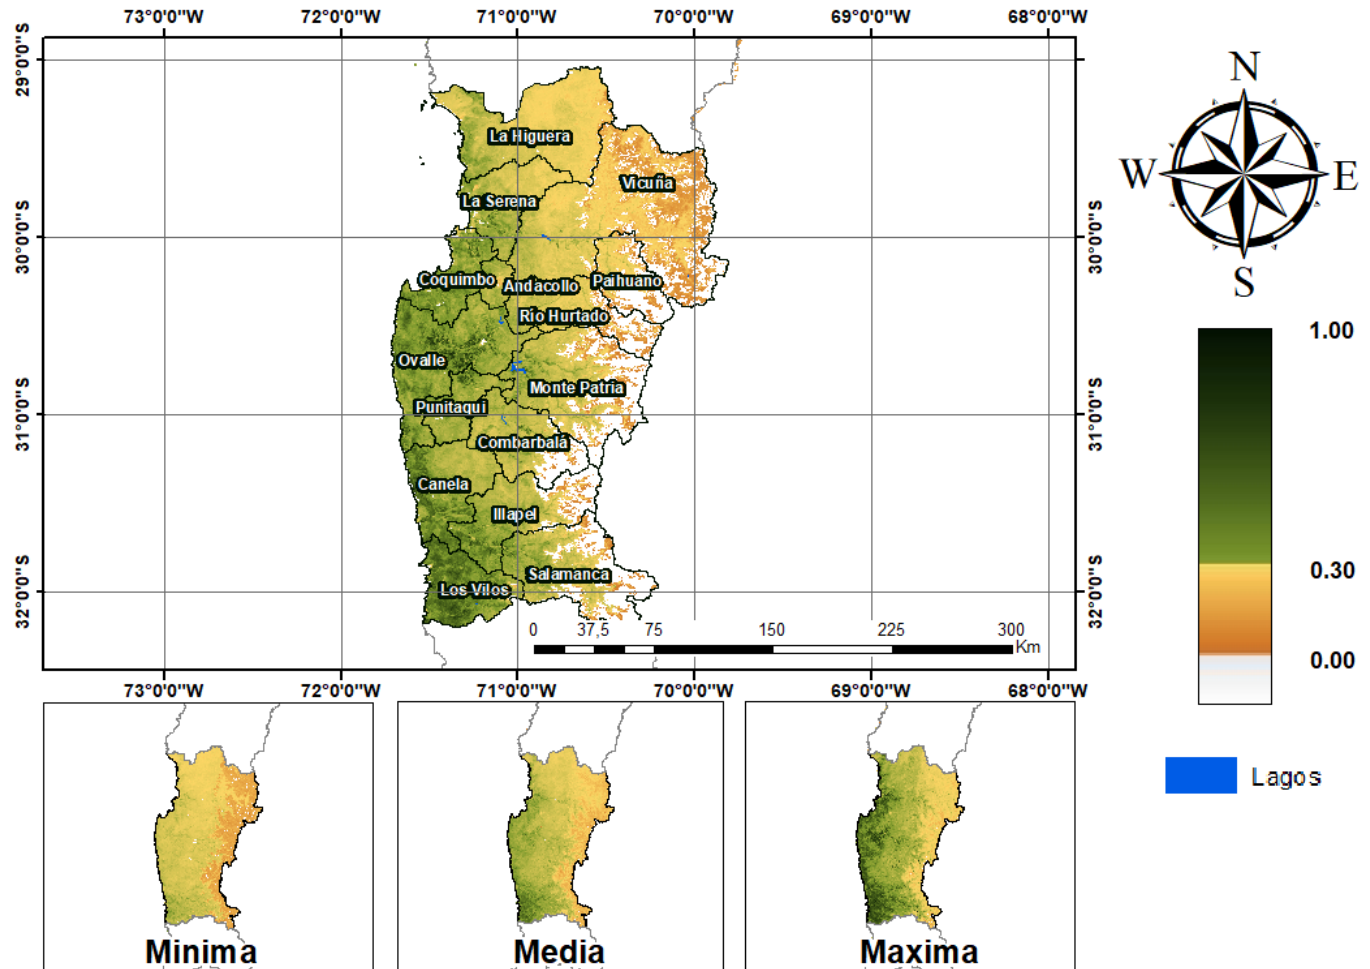 73°0'0"W 72°0'0"W 71°0'0"W 70°0'0"W 69°0'0"W 68°0'0"W
29°0'0"S
30°0'0"S 30°0'0"S
31°0'0"S 31°0'0"S
32°0'0"S 32°0'0"S
La Higuera
Vicuña
La Serena
Coquimbo
Andacollo
Paihuano
Río Hurtado
Ovalle
Monte Patria
Punitaqui
Combarbalá
Canela
Illapel
Salamanca
Los Vilos
0 37,5 75 150 225 300
Km
73°0'0"W 72°0'0"W 71°0'0"W 70°0'0"W 69°0'0"W 68°0'0"W
N
W E
S
1.00
0.30
0.00
Lagos
Minima Media Maxima